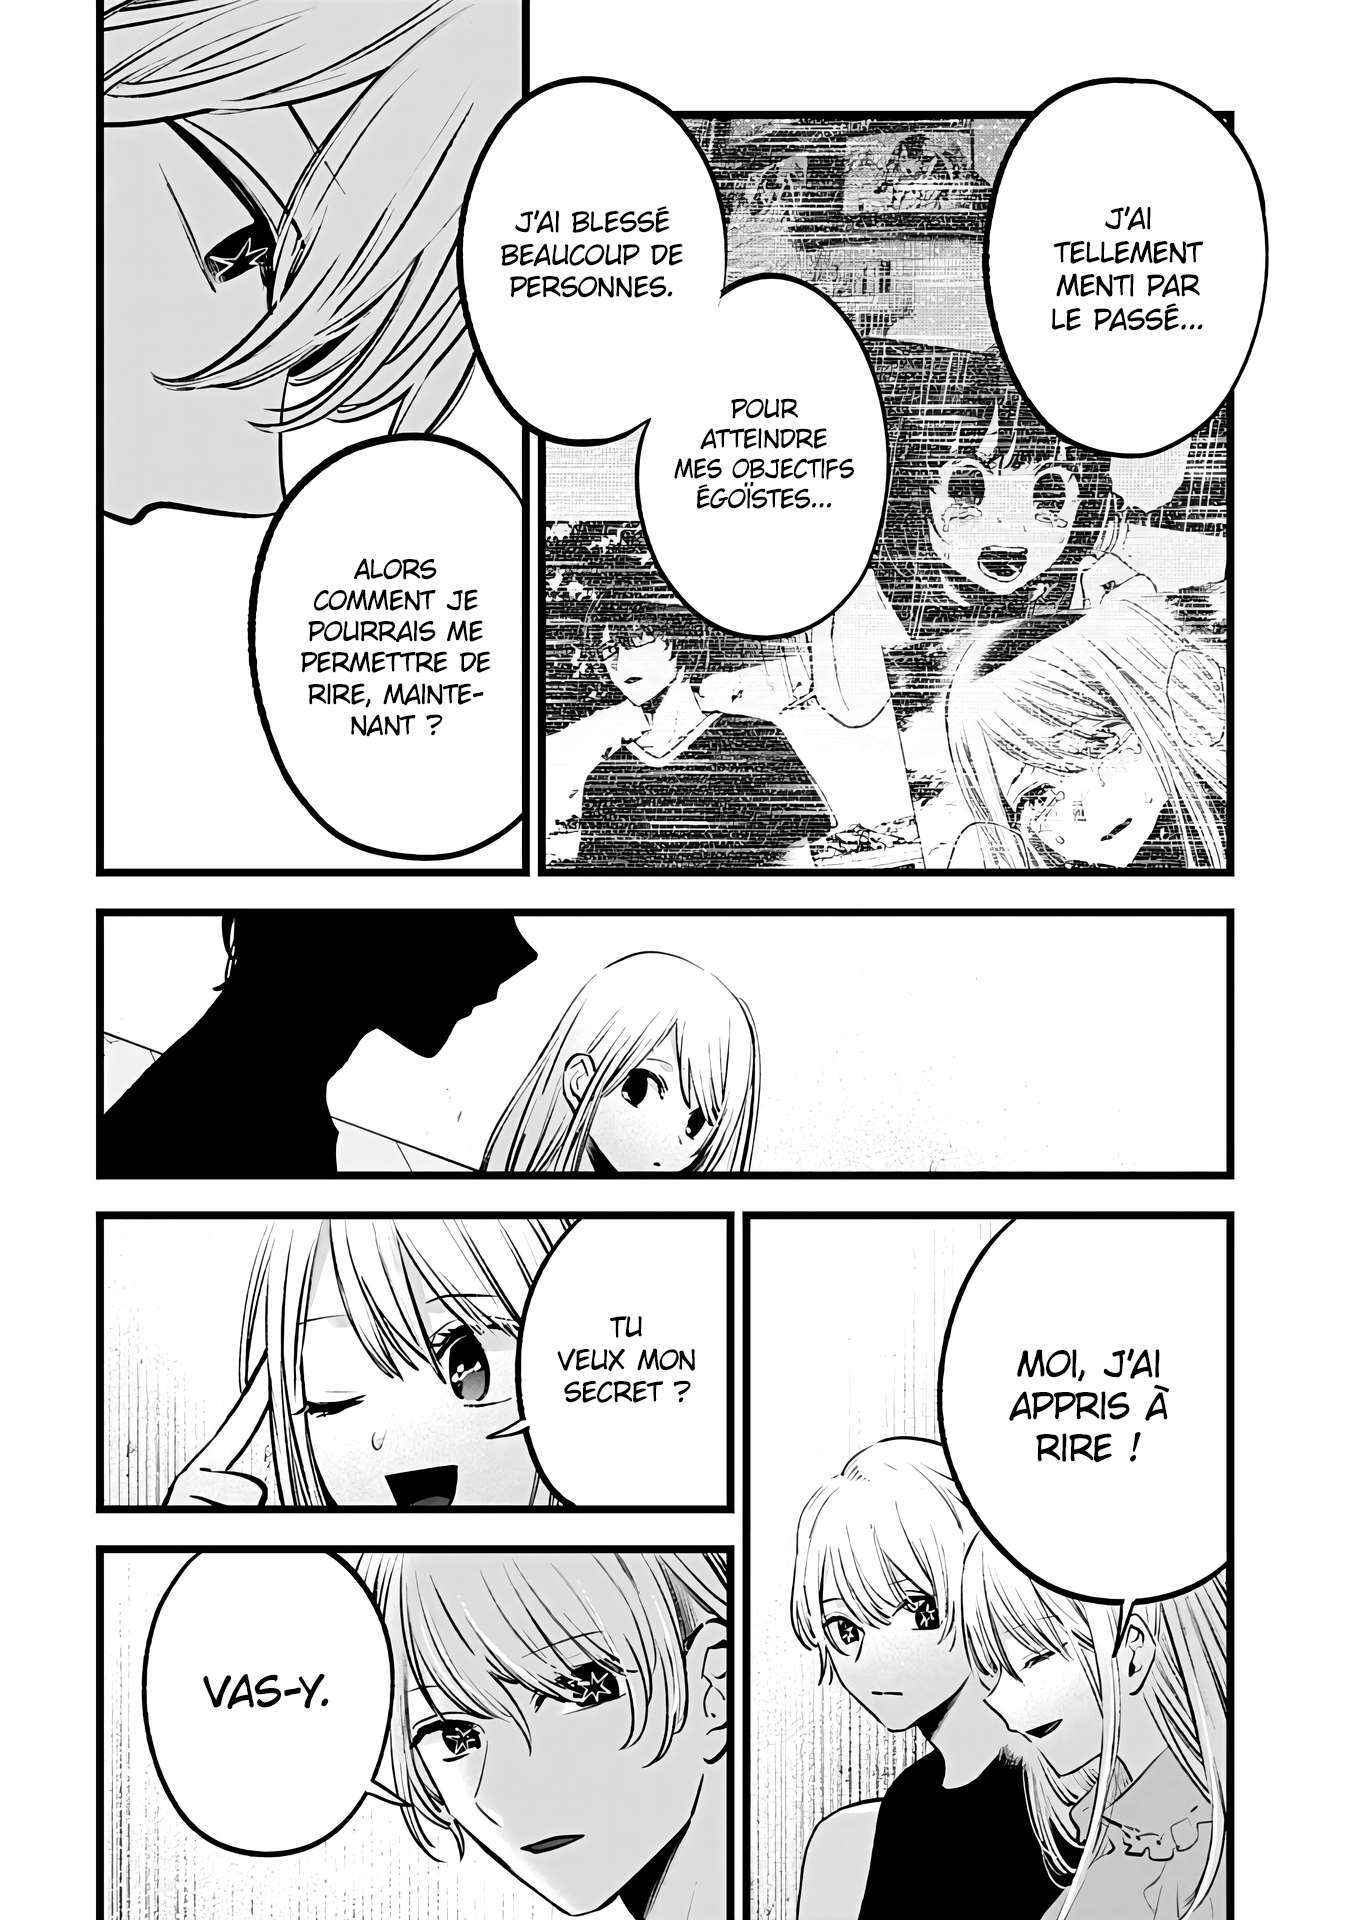 J'AI
TELLEMENT
MENTI PAR
LE PASSÉ...
J'AI BLESSÉ
BEAUCOUP DE
PERSONNES.
POUR
ATTEINDRE
MES OBJECTIFS
ÉGOÏSTES...
ALORS
COMMENT JE
POURRAIS ME
PERMETTRE DE
RIRE, MAINTE-
NANT ?
MOI, J'AI
APPRIS À
RIRE !
TU
VEUX MON
SECRET ?
VAS-Y.